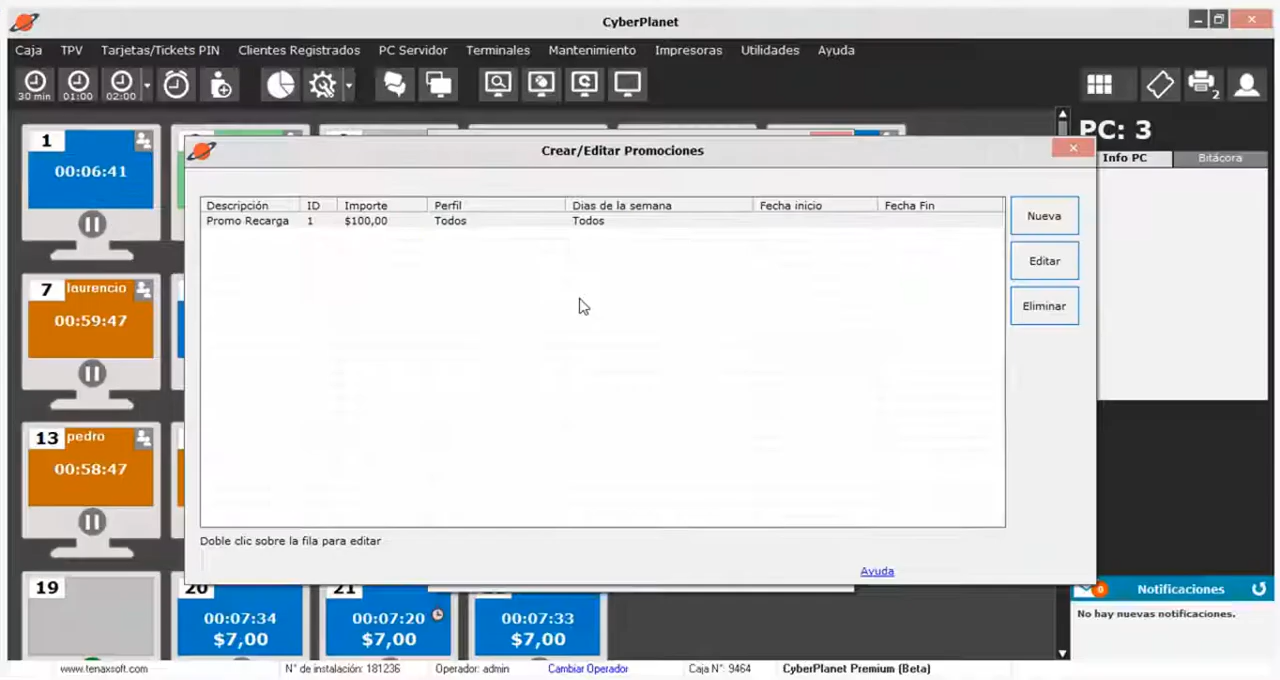 CyberPlanet
Caja TPV Tarjetas/Tickets PIN Clientes Registrados PC Servidor Terminales Mantenimiento Impresoras Utilidades Ayuda
30 min 01:00 02:00 2
PC: 3
Info PC Bitácora
1
00:06:41
7 laurencio
00:59:47
13 pedro
00:58:47
19
20
00:07:34
$7,00
21
00:07:20
$7,00
00:07:33
$7,00
Crear/Editar Promociones
Descripción ID Importe Perfil Dias de la semana Fecha inicio Fecha Fin
Promo Recarga 1 $100,00 Todos Todos
Nueva
Editar
Eliminar
Doble clic sobre la fila para editar
Ayuda
0 Notificaciones
No hay nuevas notificaciones.
www.tenaxsoft.com N° de instalación: 181236 Operador: admin Cambiar Operador Caja N°: 9464 CyberPlanet Premium (Beta)